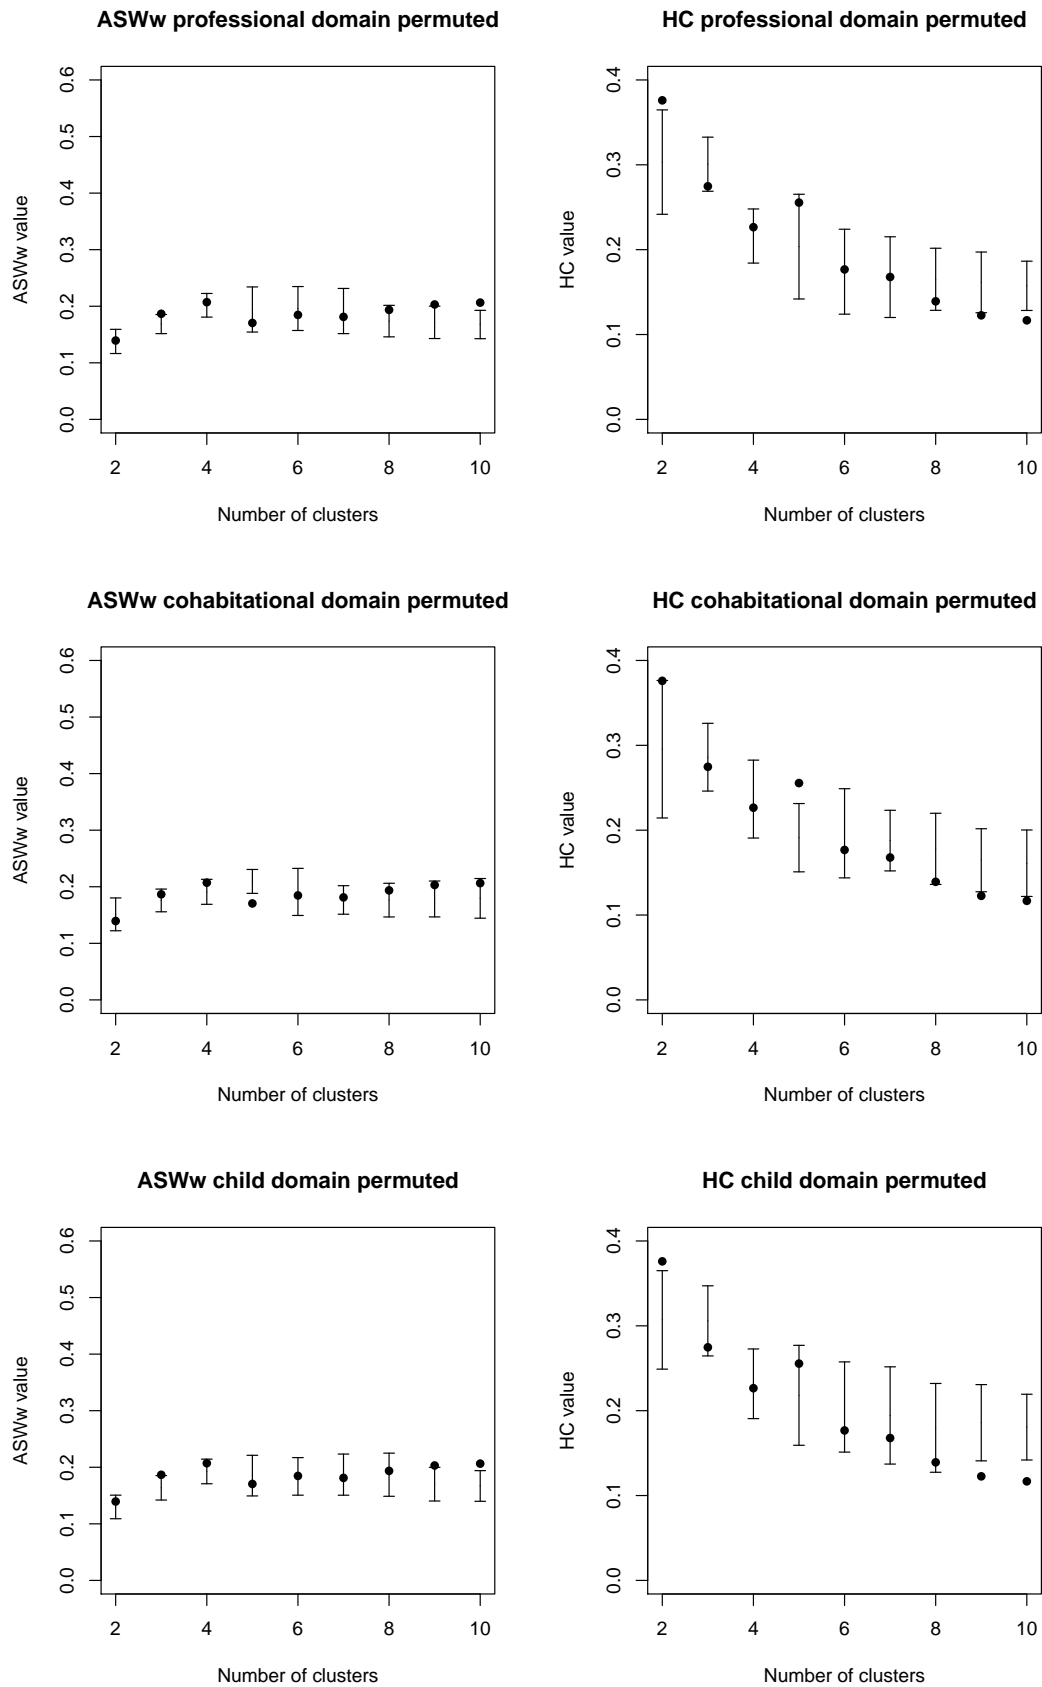 ASWw professional domain permuted
ASWw value
0.0 0.1 0.2 0.3 0.4 0.5 0.6
2 4 6 8 10
Number of clusters
HC professional domain permuted
HC value
0.0 0.1 0.2 0.3 0.4
2 4 6 8 10
Number of clusters
ASWw cohabitational domain permuted
ASWw value
0.0 0.1 0.2 0.3 0.4 0.5 0.6
2 4 6 8 10
Number of clusters
HC cohabitational domain permuted
HC value
0.0 0.1 0.2 0.3 0.4
2 4 6 8 10
Number of clusters
ASWw child domain permuted
ASWw value
0.0 0.1 0.2 0.3 0.4 0.5 0.6
2 4 6 8 10
Number of clusters
HC child domain permuted
HC value
0.0 0.1 0.2 0.3 0.4
2 4 6 8 10
Number of clusters